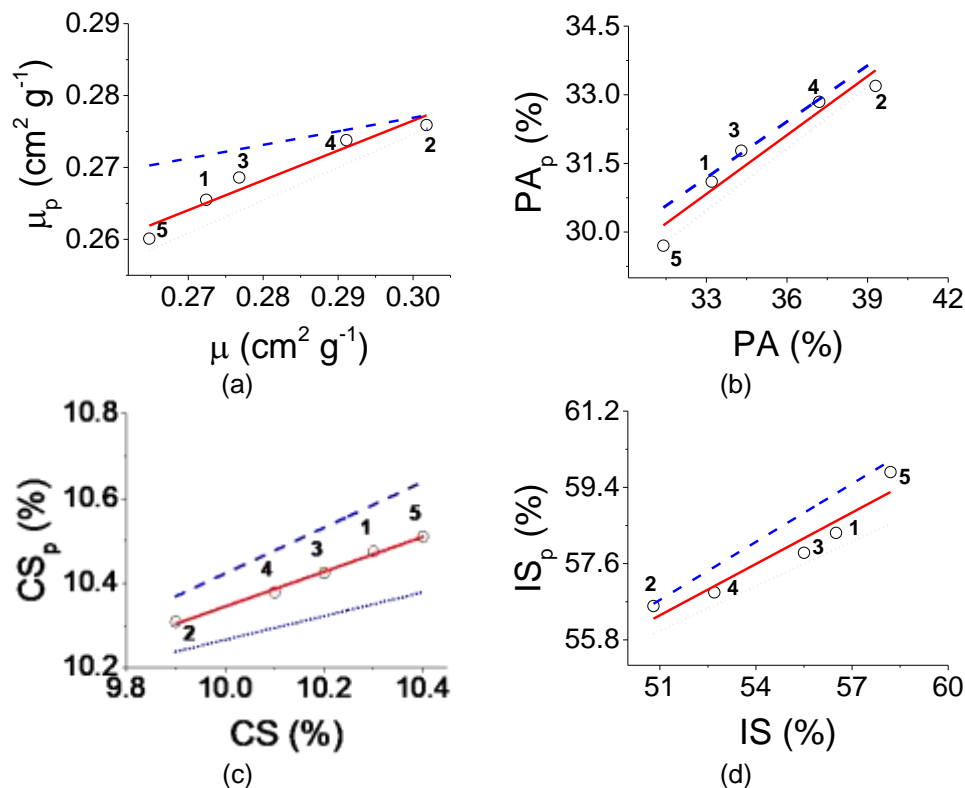 0.29
0.28
0.27
0.26
μp (cm² g⁻¹)
5
1
3
4
2
0.27 0.28 0.29 0.30
μ (cm² g⁻¹)
(a)
34.5
33.0
31.5
30.0
PAp (%)
5
1
3
4
2
33 36 39 42
PA (%)
(b)
10.8
10.6
10.4
10.2
CSp (%)
2
4
3
1
5
9.8 10.0 10.2 10.4
CS (%)
(c)
61.2
59.4
57.6
55.8
ISp (%)
2
4
3
1
5
51 54 57 60
IS (%)
(d)